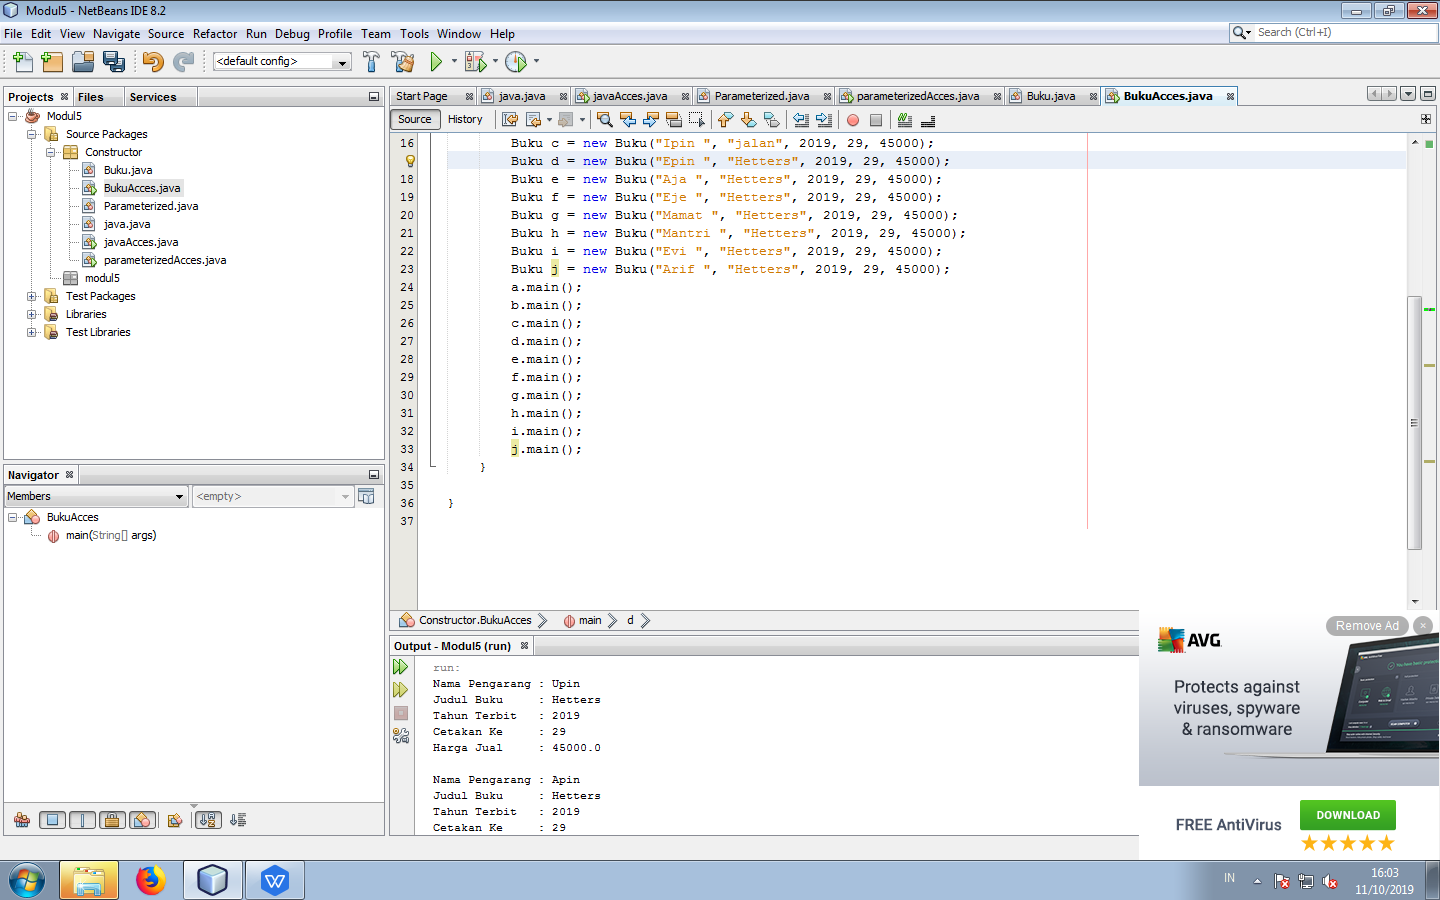 Modul5 - NetBeans IDE 8.2
File Edit View Navigate Source Refactor Run Debug Profile Team Tools Window Help
Search (Ctrl+I)
<default config>
Projects Files Services
Modul5
Source Packages
Constructor
Buku.java
BukuAcces.java
Parameterized.java
java.java
javaAcces.java
parameterizedAcces.java
modul5
Test Packages
Libraries
Test Libraries
Navigator
Members
<empty>
BukuAcces
main(String[] args)
Start Page java.java javaAcces.java Parameterized.java parameterizedAcces.java Buku.java BukuAcces.java
Source History
16 Buku c = new Buku("Ipin ", "jalan", 2019, 29, 45000);
Buku d = new Buku("Epin ", "Hetters", 2019, 29, 45000);
18 Buku e = new Buku("Aja ", "Hetters", 2019, 29, 45000);
19 Buku f = new Buku("Eje ", "Hetters", 2019, 29, 45000);
20 Buku g = new Buku("Mamat ", "Hetters", 2019, 29, 45000);
21 Buku h = new Buku("Mantri ", "Hetters", 2019, 29, 45000);
22 Buku i = new Buku("Evi ", "Hetters", 2019, 29, 45000);
23 Buku j = new Buku("Arif ", "Hetters", 2019, 29, 45000);
24 a.main();
25 b.main();
26 c.main();
27 d.main();
28 e.main();
29 f.main();
30 g.main();
31 h.main();
32 i.main();
33 j.main();
34 }
35
36 }
37
Constructor.BukuAcces main d
Output - Modul5 (run)
run:
Nama Pengarang : Upin
Judul Buku : Hetters
Tahun Terbit : 2019
Cetakan Ke : 29
Harga Jual : 45000.0
Nama Pengarang : Apin
Judul Buku : Hetters
Tahun Terbit : 2019
Cetakan Ke : 29
Remove Ad
AVG
Protects against
viruses, spyware
& ransomware
FREE AntiVirus
DOWNLOAD
IN
16:03
11/10/2019